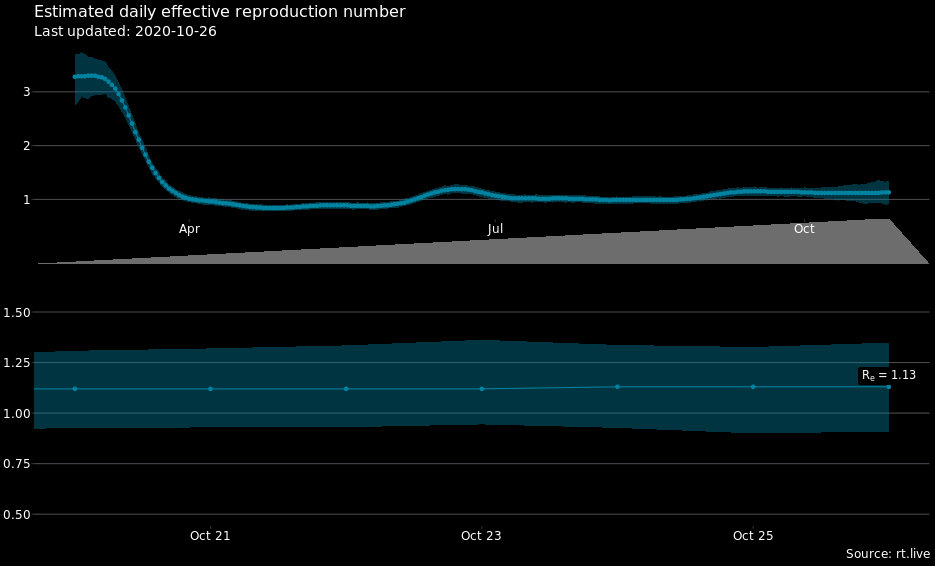 Estimated daily effective reproduction number
Last updated: 2020-10-26
3
2
1
Apr Jul Oct
1.50
1.25
Rₑ = 1.13
1.00
0.75
0.50
Oct 21 Oct 23 Oct 25
Source: rt.live